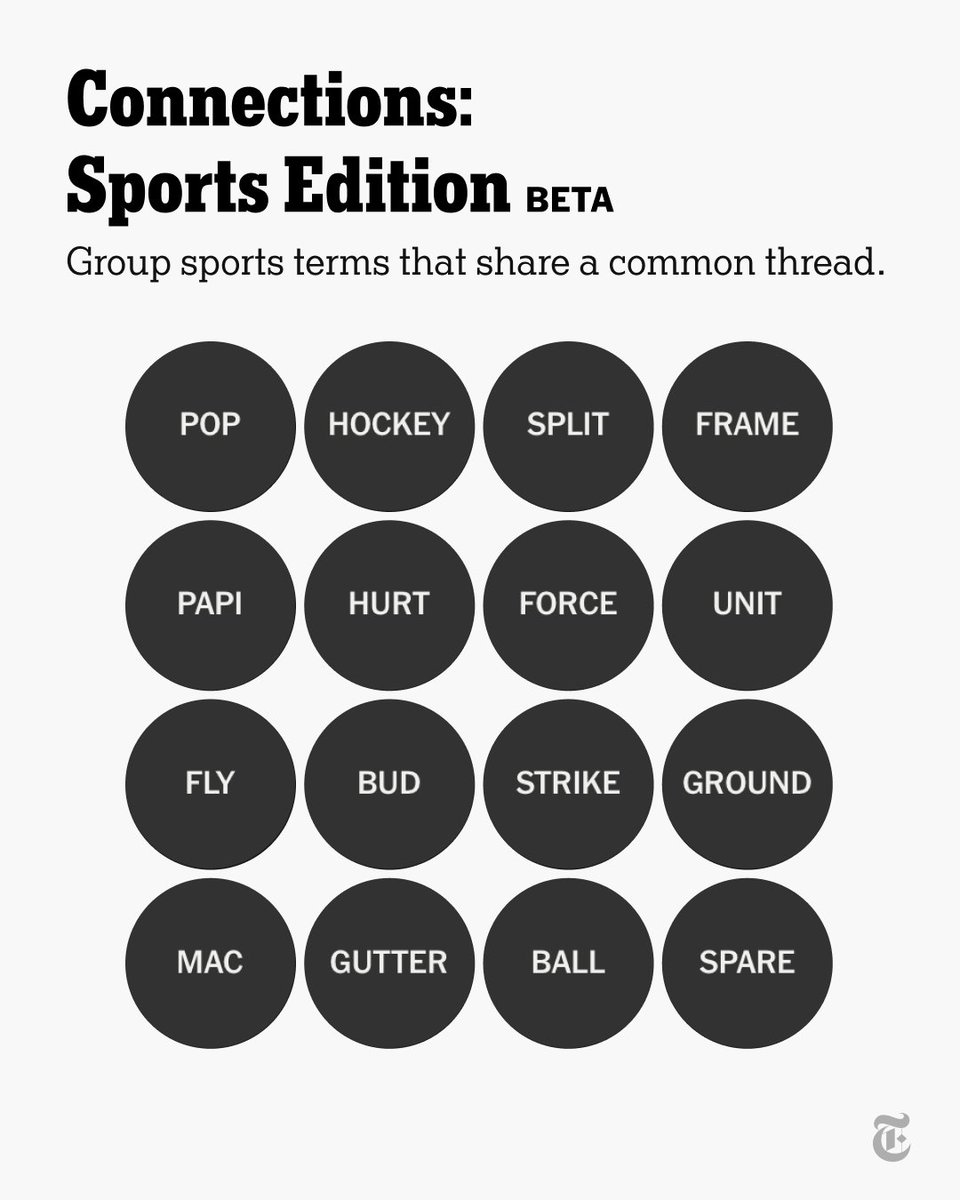 Connections:
Sports Edition BETA
Group sports terms that share a common thread.
POP HOCKEY SPLIT FRAME
PAPI HURT FORCE UNIT
FLY BUD STRIKE GROUND
MAC GUTTER BALL SPARE
T